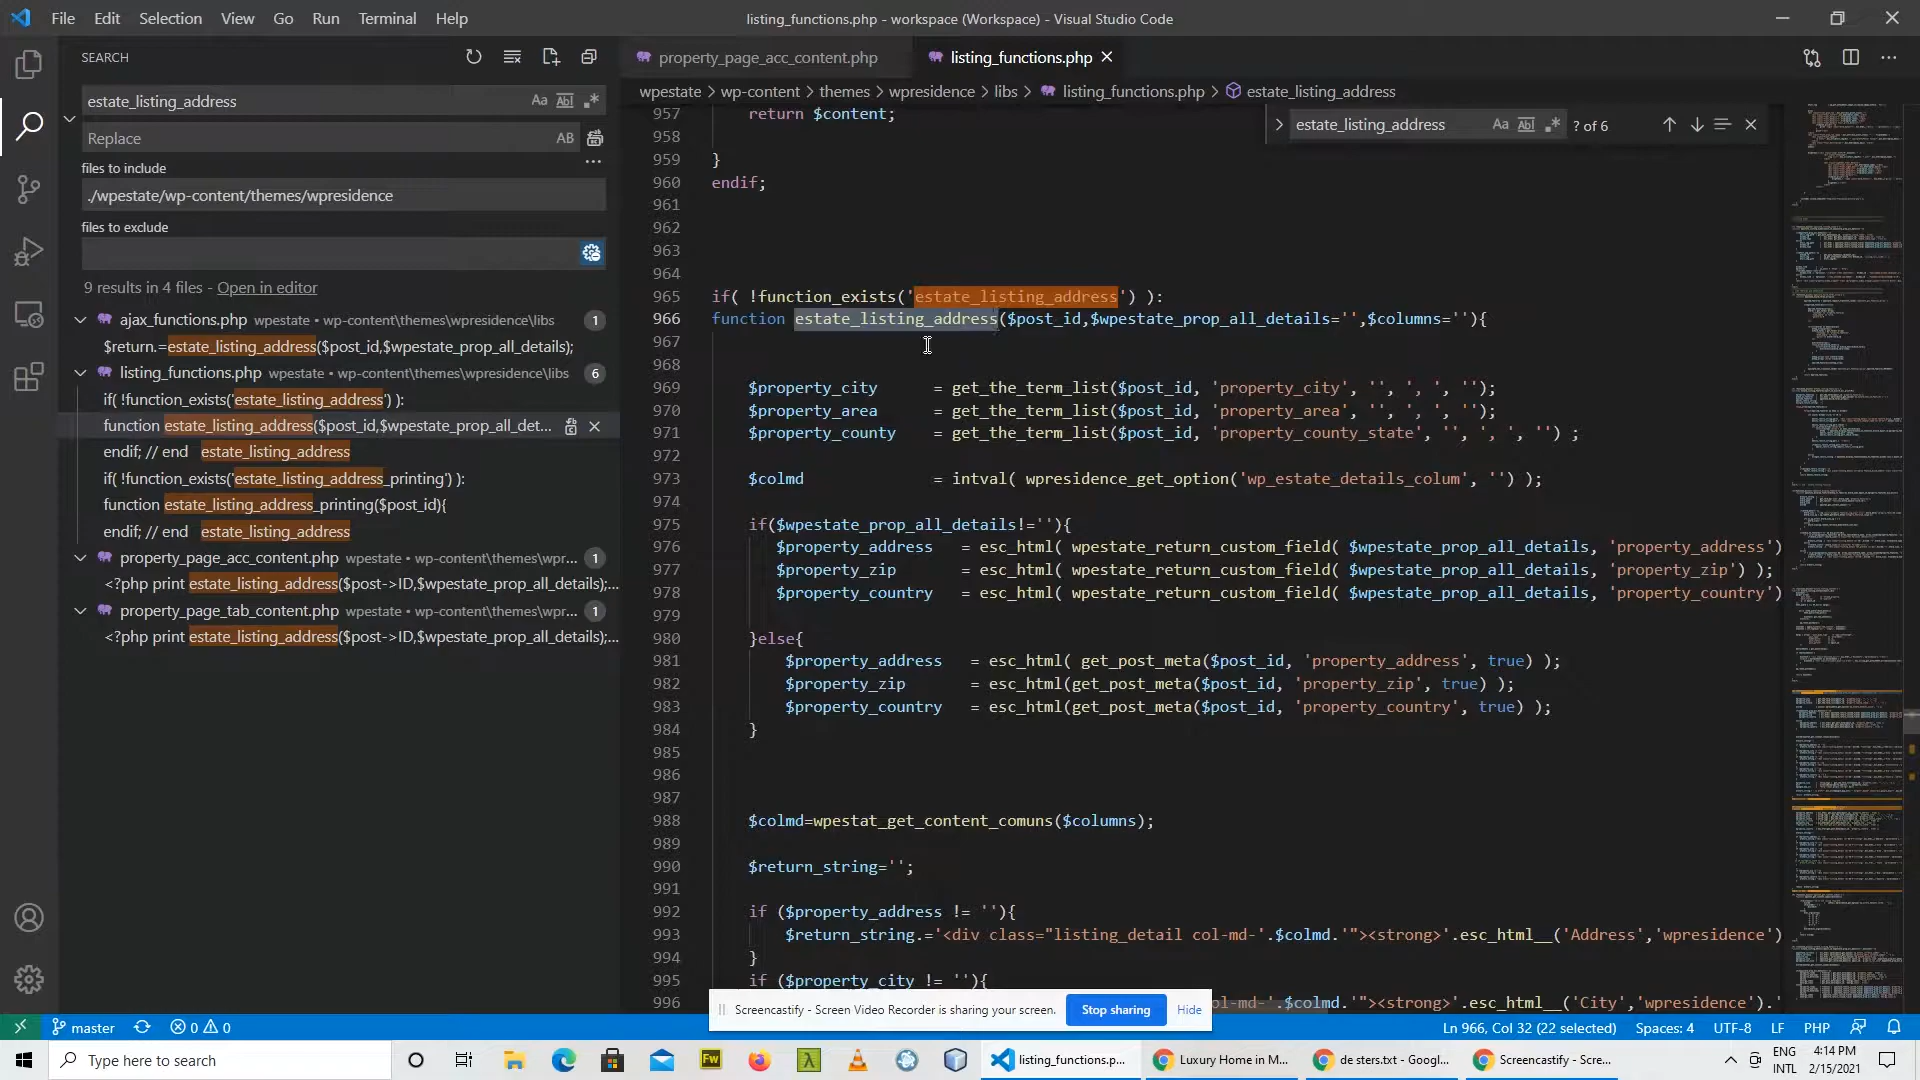 File Edit Selection View Go Run Terminal Help
listing_functions.php - workspace (Workspace) - Visual Studio Code
SEARCH
estate_listing_address
Aa Abl .*
Replace
AB
files to include
./wpestate/wp-content/themes/wpresidence
files to exclude
9 results in 4 files - Open in editor
ajax_functions.php wpestate • wp-content\themes\wpresidence\libs 1
$return.=estate_listing_address($post_id,$wpestate_prop_all_details);
listing_functions.php wpestate • wp-content\themes\wpresidence\libs 6
if( !function_exists('estate_listing_address') ):
function estate_listing_address($post_id,$wpestate_prop_all_det...
endif; // end estate_listing_address
if( !function_exists('estate_listing_address_printing') ):
function estate_listing_address_printing($post_id){
endif; // end estate_listing_address
property_page_acc_content.php wpestate • wp-content\themes\wpr... 1
<?php print estate_listing_address($post->ID,$wpestate_prop_all_details);...
property_page_tab_content.php wpestate • wp-content\themes\wpr... 1
<?php print estate_listing_address($post->ID,$wpestate_prop_all_details);...
property_page_acc_content.php
listing_functions.php
wpestate > wp-content > themes > wpresidence > libs > listing_functions.php > estate_listing_address
estate_listing_address Aa Abl .* ? of 6
957 return $content;
958
959 }
960 endif;
961
962
963
964
965 if( !function_exists('estate_listing_address') ):
966 function estate_listing_address($post_id,$wpestate_prop_all_details='',$columns=''){
967
968
969 $property_city = get_the_term_list($post_id, 'property_city', '', ', ', '');
970 $property_area = get_the_term_list($post_id, 'property_area', '', ', ', '');
971 $property_county = get_the_term_list($post_id, 'property_county_state', '', ', ', '') ;
972
973 $colmd = intval( wpresidence_get_option('wp_estate_details_colum', '') );
974
975 if($wpestate_prop_all_details!=''){
976 $property_address = esc_html( wpestate_return_custom_field( $wpestate_prop_all_details, 'property_address')
977 $property_zip = esc_html( wpestate_return_custom_field( $wpestate_prop_all_details, 'property_zip') );
978 $property_country = esc_html( wpestate_return_custom_field( $wpestate_prop_all_details, 'property_country')
979
980 }else{
981 $property_address = esc_html( get_post_meta($post_id, 'property_address', true) );
982 $property_zip = esc_html(get_post_meta($post_id, 'property_zip', true) );
983 $property_country = esc_html(get_post_meta($post_id, 'property_country', true) );
984 }
985
986
987
988 $colmd=wpestat_get_content_comuns($columns);
989
990 $return_string='';
991
992 if ($property_address != ''){
993 $return_string.='<div class="listing_detail col-md-'.$colmd.'"><strong>'.esc_html__('Address','wpresidence')
994 }
995 if ($property_city != ''){
996 col-md-'.$colmd.'"><strong>'.esc_html__('City','wpresidence').'
Screencastify - Screen Video Recorder is sharing your screen. Stop sharing Hide
master 0 0
Ln 966, Col 32 (22 selected) Spaces: 4 UTF-8 LF PHP
Type here to search
Fw
listing_functions.p...
Luxury Home in M...
de sters.txt - Googl...
Screencastify - Scre...
ENG
INTL
4:14 PM
2/15/2021